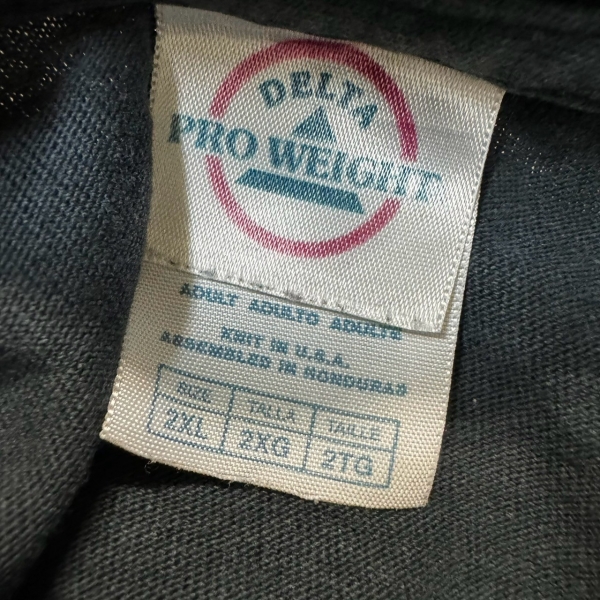 DELTA
PRO WEIGHT
ADULT ADULTO ADULTE
KNIT IN U.S.A.
ASSEMBLED IN HONDURAS
SIZE TALLA TAILLE
2XL 2XG 2TG